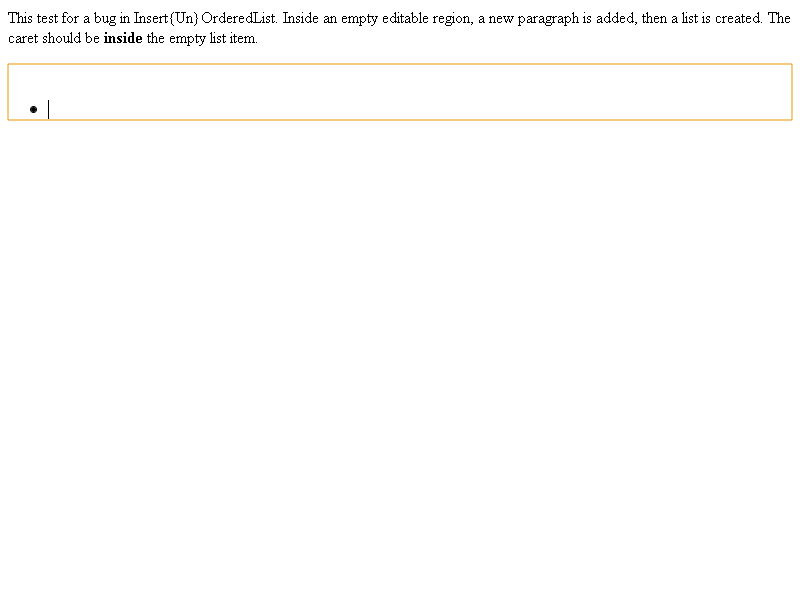 This test for a bug in Insert{Un}OrderedList. Inside an empty editable region, a new paragraph is added, then a list is created. The
caret should be inside the empty list item.